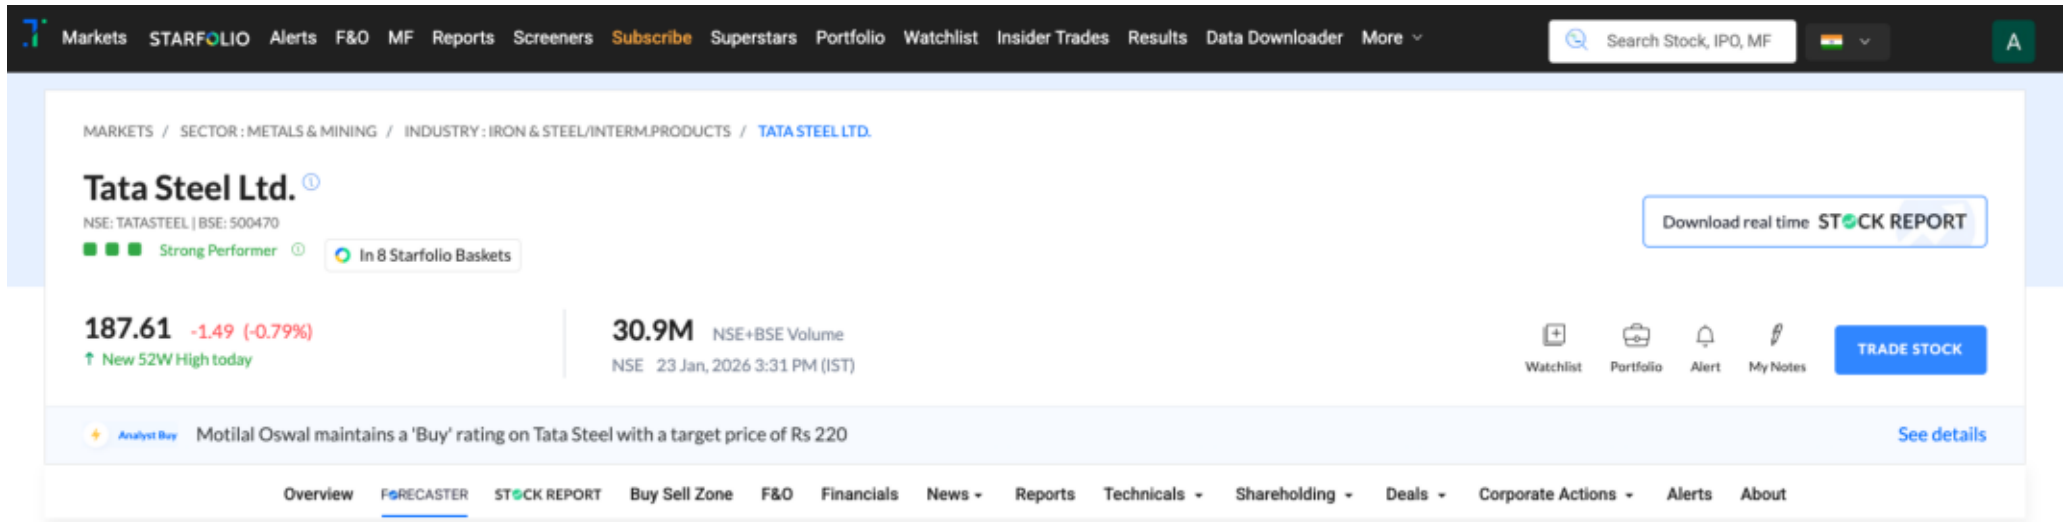 Markets STARFOLIO Alerts F&O MF Reports Screeners Subscribe Superstars Portfolio Watchlist Insider Trades Results Data Downloader More Search Stock, IPO, MF A
MARKETS / SECTOR : METALS & MINING / INDUSTRY : IRON & STEEL/INTERM.PRODUCTS / TATA STEEL LTD.
Tata Steel Ltd.
NSE: TATASTEEL | BSE: 500470
Strong Performer In 8 Starfolio Baskets
Download real time STOCK REPORT
187.61 -1.49 (-0.79%)
↑ New 52W High today
30.9M NSE+BSE Volume
NSE 23 Jan, 2026 3:31 PM (IST)
Watchlist Portfolio Alert My Notes TRADE STOCK
Analyst Buy Motilal Oswal maintains a 'Buy' rating on Tata Steel with a target price of Rs 220 See details
Overview FORECASTER STOCK REPORT Buy Sell Zone F&O Financials News Reports Technicals Shareholding Deals Corporate Actions Alerts About